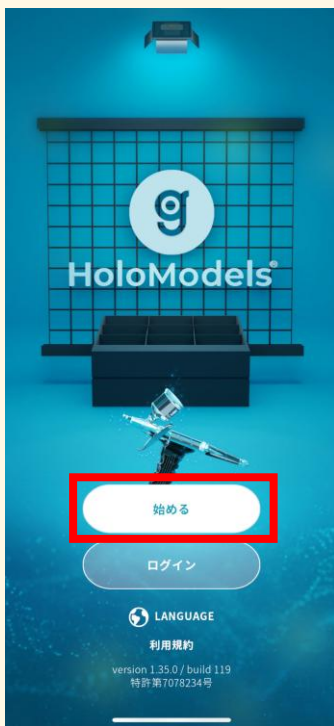 HoloModels®
始める
ログイン
LANGUAGE
利用規約
version 1.35.0 / build 119
特許第7078234号